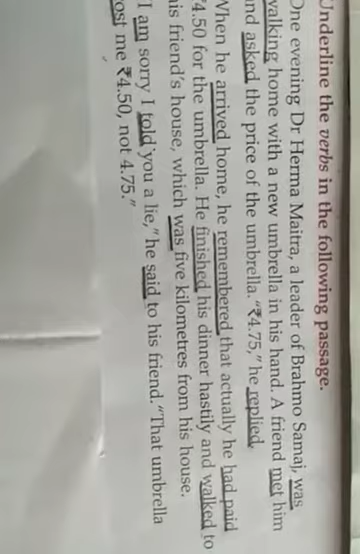 Underline the verbs in the following passage.
One evening Dr Herma Maitra, a leader of Brahmo Samaj, was
walking home with a new umbrella in his hand. A friend met him
and asked the price of the umbrella. "₹4.75," he replied.
When he arrived home, he remembered that actually he had paid
₹4.50 for the umbrella. He finished his dinner hastily and walked to
his friend's house, which was five kilometres from his house.
"I am sorry I told you a lie," he said to his friend. "That umbrella
cost me ₹4.50, not 4.75."